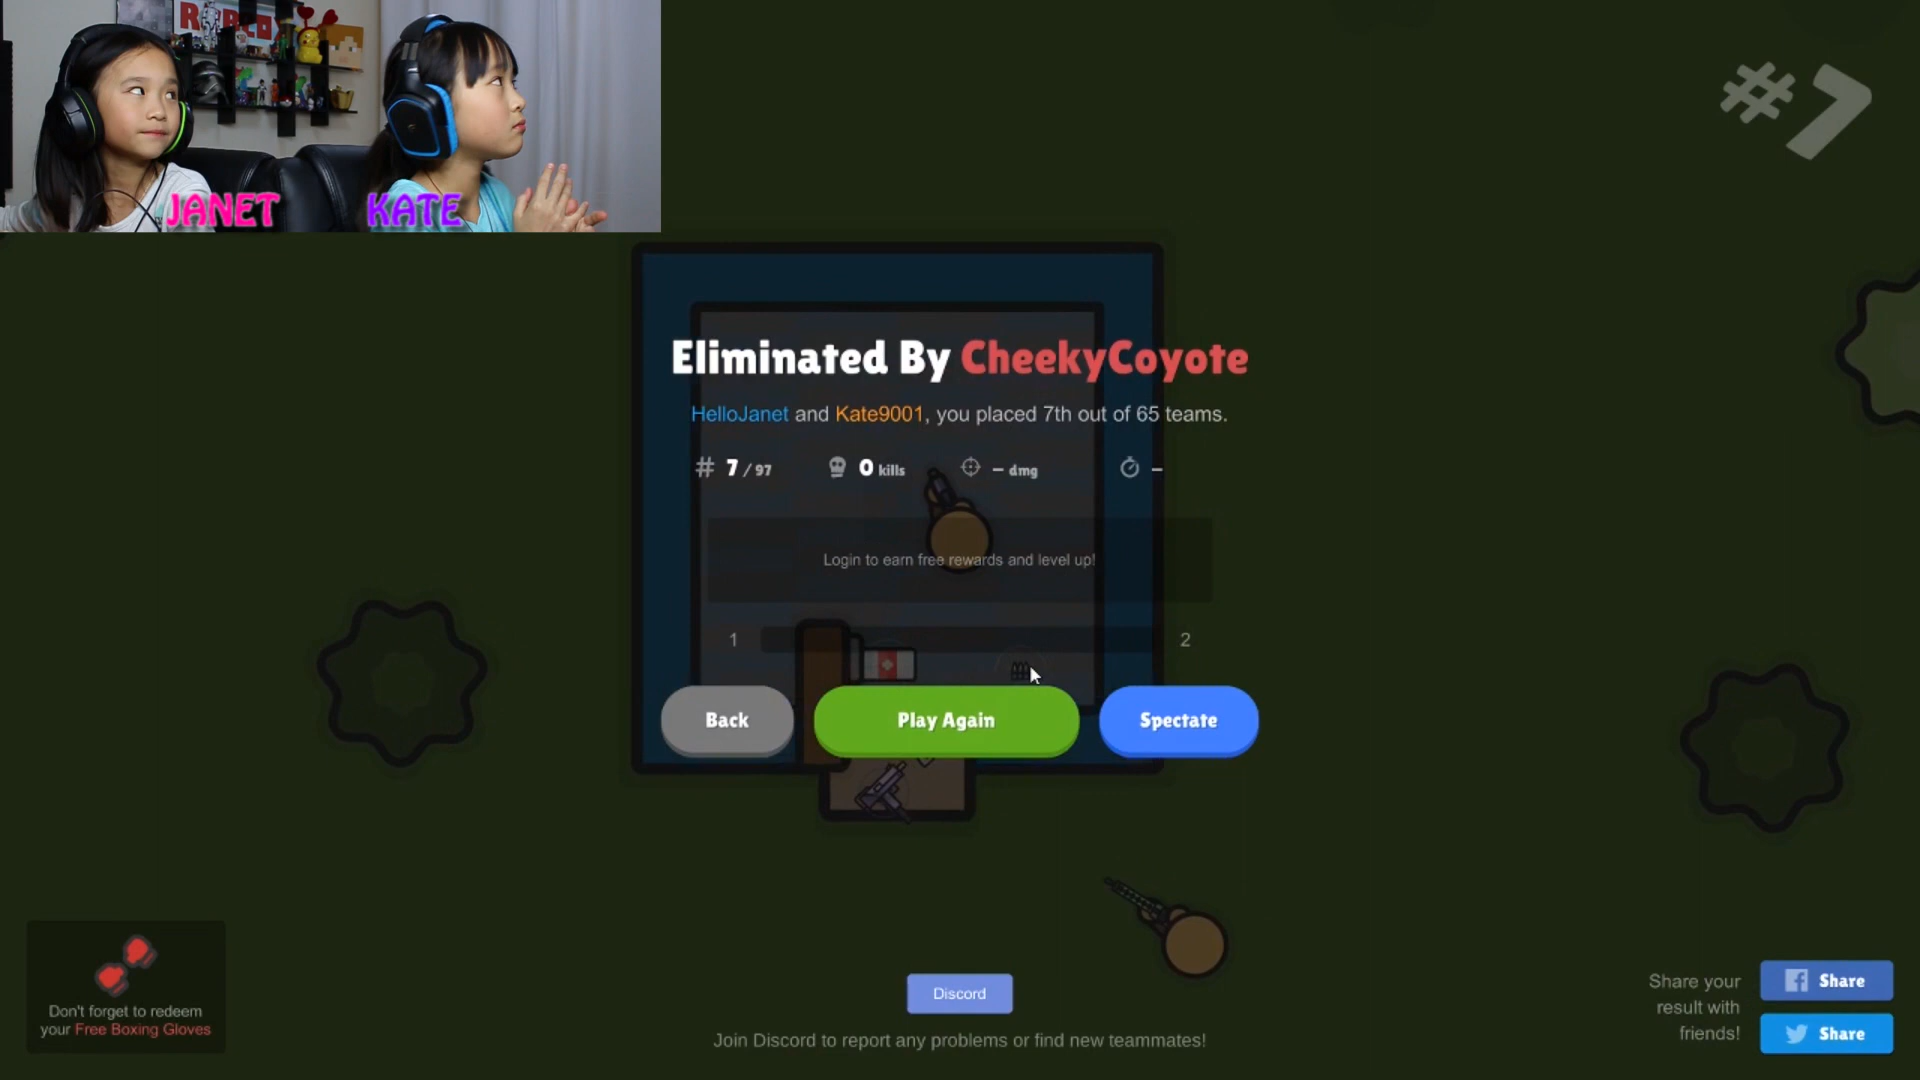 ROBLOX
JANET
KATE
#7
Eliminated By CheekyCoyote
HelloJanet and Kate9001, you placed 7th out of 65 teams.
# 7 / 97
0 kills
– dmg
–
Login to earn free rewards and level up!
1
2
Back
Play Again
Spectate
Don't forget to redeem
your Free Boxing Gloves
Discord
Join Discord to report any problems or find new teammates!
Share your
result with
friends!
Share
Share